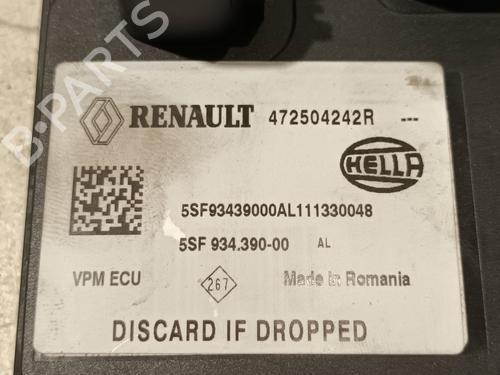 RENAULT 472504242R ---
HELLA
5SF93439000AL111330048
5SF 934.390-00 AL
VPM ECU 267 Made in Romania
DISCARD IF DROPPED
B-PARTS